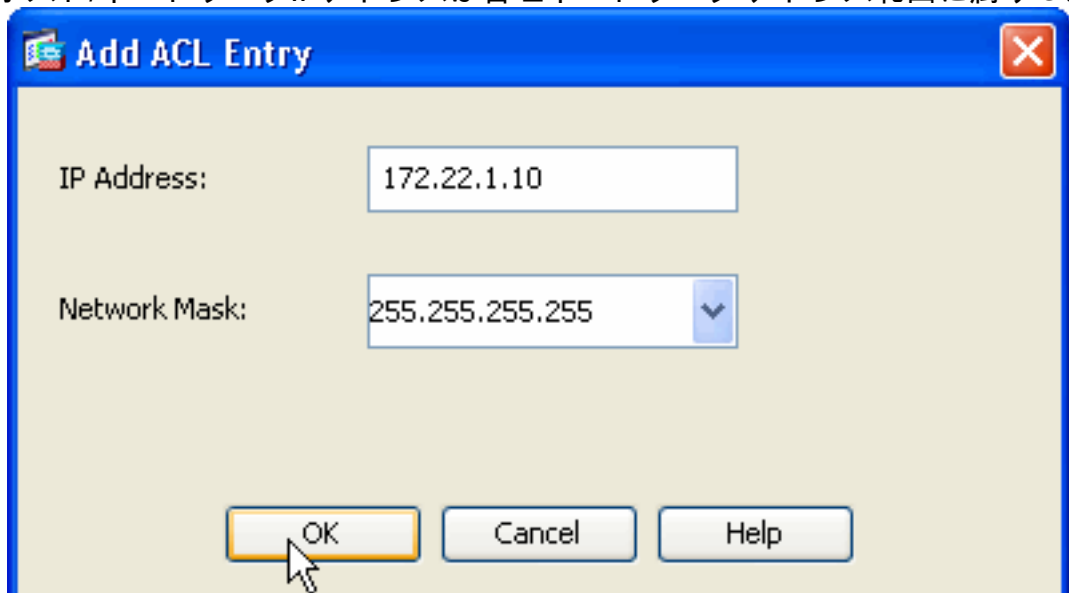 Add ACL Entry
IP Address: 172.22.1.10
Network Mask: 255.255.255.255
OK Cancel Help